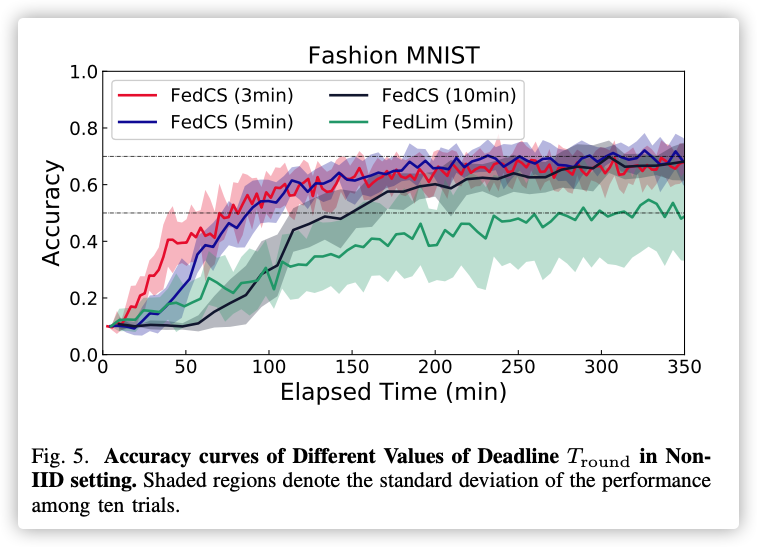 Fashion MNIST
1.0
0.8
0.6
0.4
0.2
0.0
Accuracy
FedCS (3min)
FedCS (5min)
FedCS (10min)
FedLim (5min)
0 50 100 150 200 250 300 350
Elapsed Time (min)
Fig. 5. Accuracy curves of Different Values of Deadline T_round in Non-
IID setting. Shaded regions denote the standard deviation of the performance
among ten trials.